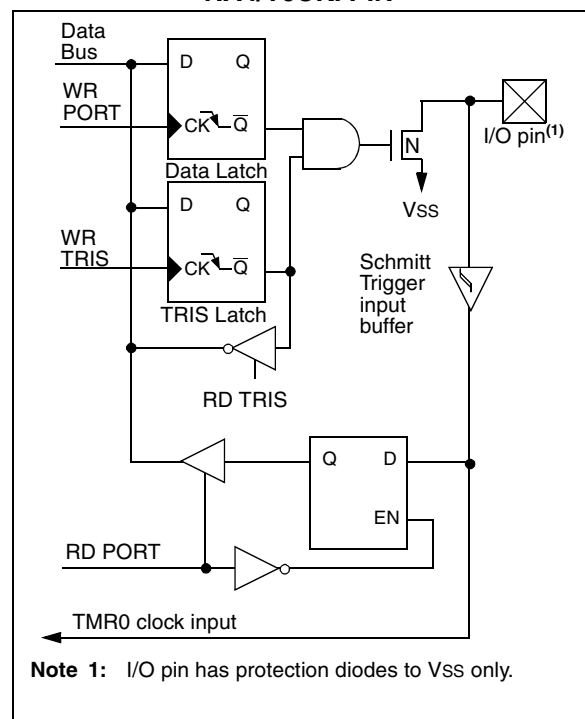 Data
Bus
D Q
WR
PORT
CK Q
Data Latch
N
I/O pin(1)
VSS
D Q
WR
TRIS
CK Q
TRIS Latch
Schmitt
Trigger
input
buffer
RD TRIS
Q D
EN
RD PORT
TMR0 clock input
Note 1: I/O pin has protection diodes to VSS only.